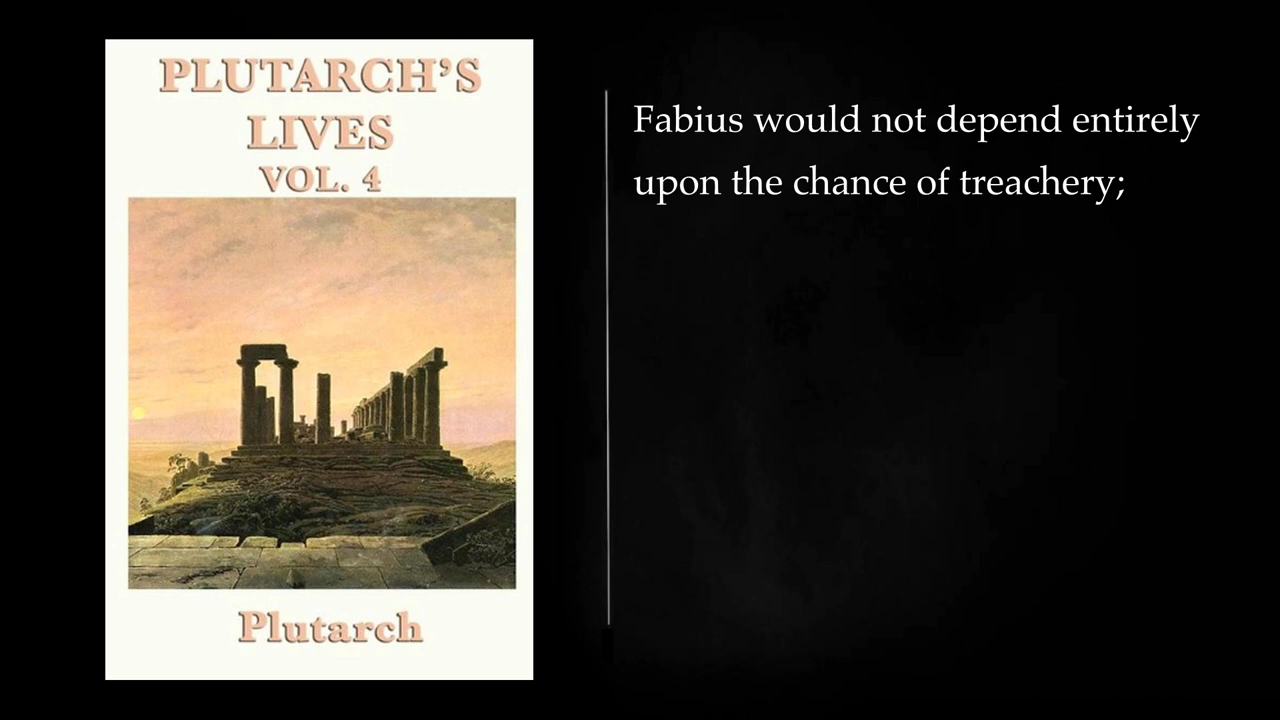 PLUTARCH'S
LIVES
VOL. 4
Plutarch
Fabius would not depend entirely
upon the chance of treachery;